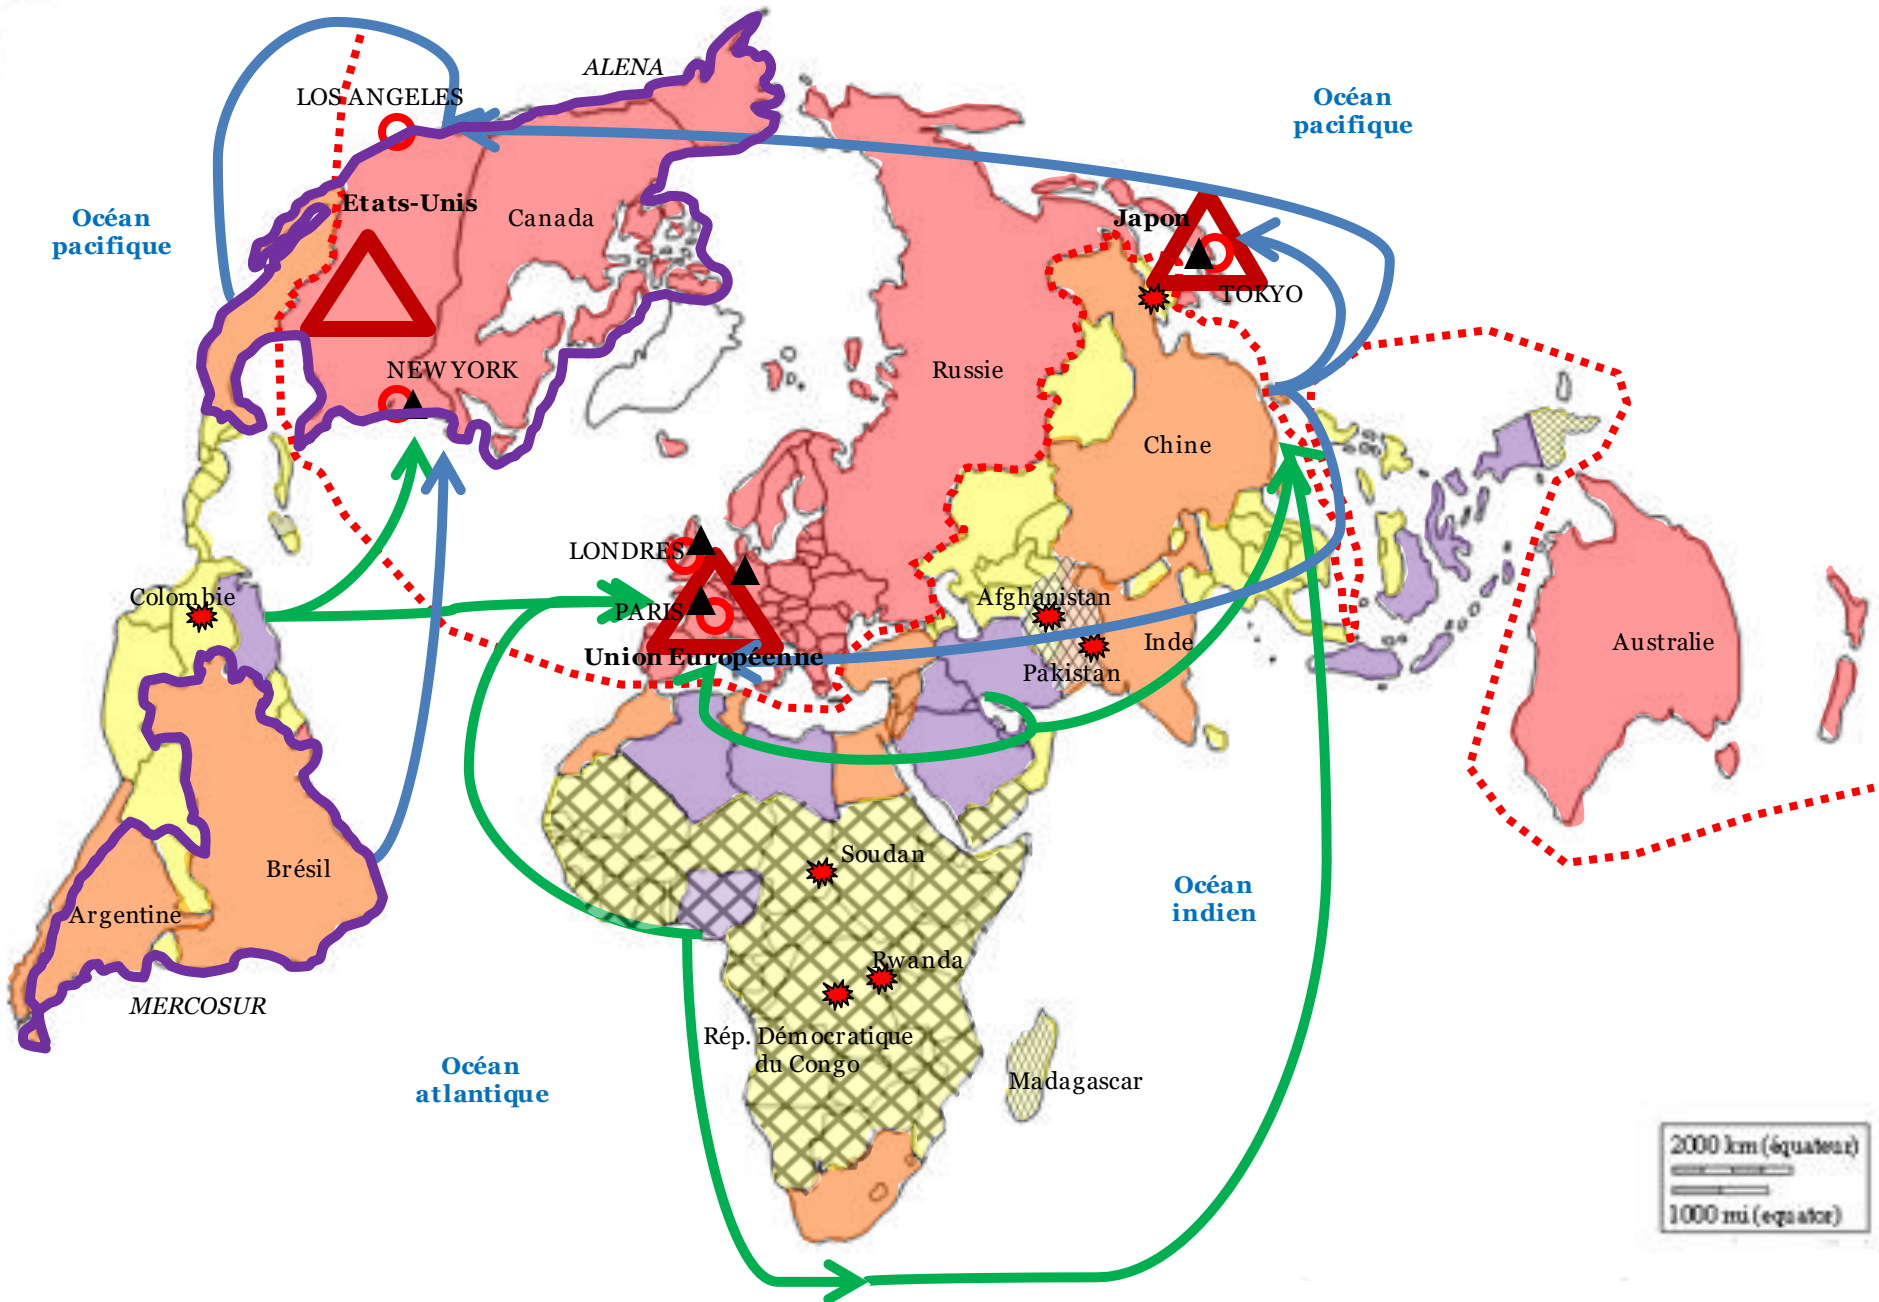 ALENA
LOS ANGELES
Océan
pacifique
Océan
pacifique
Etats-Unis
Canada
Japon
TOKYO
NEW YORK
Russie
Chine
LONDRES
PARIS
Union Européenne
Colombie
Afghanistan
Inde
Pakistan
Australie
Brésil
Argentine
MERCOSUR
Soudan
Océan
indien
Rwanda
Rép. Démocratique
du Congo
Océan
atlantique
Madagascar
2000 km (équateur)
1000 mi (equator)